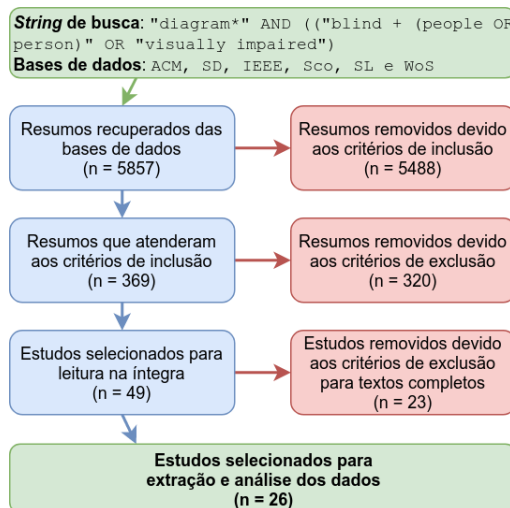 String de busca: "diagram*" AND (("blind + (people OR
person)" OR "visually impaired")
Bases de dados: ACM, SD, IEEE, Sco, SL e WoS
Resumos recuperados das
bases de dados
(n = 5857)
Resumos removidos devido
aos critérios de inclusão
(n = 5488)
Resumos que atenderam
aos critérios de inclusão
(n = 369)
Resumos removidos devido
aos critérios de exclusão
(n = 320)
Estudos selecionados para
leitura na íntegra
(n = 49)
Estudos removidos devido
aos critérios de exclusão
para textos completos
(n = 23)
Estudos selecionados para
extração e análise dos dados
(n = 26)